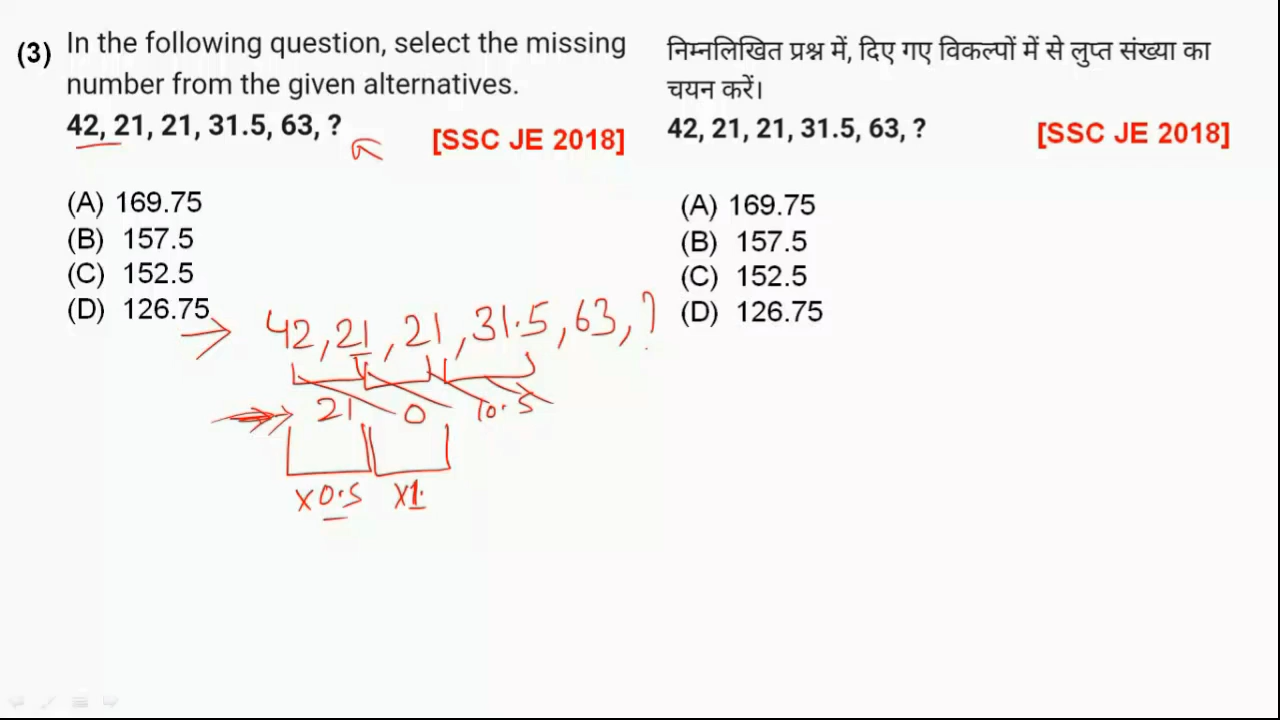 (3) In the following question, select the missing
number from the given alternatives.
42, 21, 21, 31.5, 63, ?
[SSC JE 2018]
(A) 169.75
(B) 157.5
(C) 152.5
(D) 126.75
निम्नलिखित प्रश्न में, दिए गए विकल्पों में से लुप्त संख्या का
चयन करें।
42, 21, 21, 31.5, 63, ?
[SSC JE 2018]
(A) 169.75
(B) 157.5
(C) 152.5
(D) 126.75
42, 21, 21, 31.5, 63, ?
21 0 10.5
x0.5 x1.